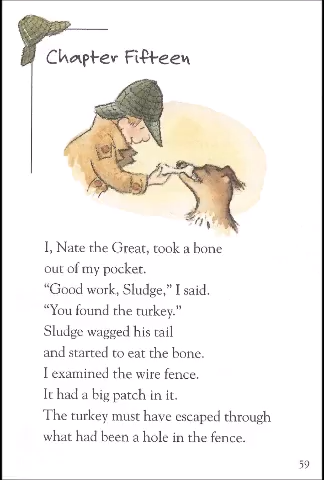 Chapter Fifteen
I, Nate the Great, took a bone
out of my pocket.
“Good work, Sludge,” I said.
“You found the turkey.”
Sludge wagged his tail
and started to eat the bone.
I examined the wire fence.
It had a big patch in it.
The turkey must have escaped through
what had been a hole in the fence.
59